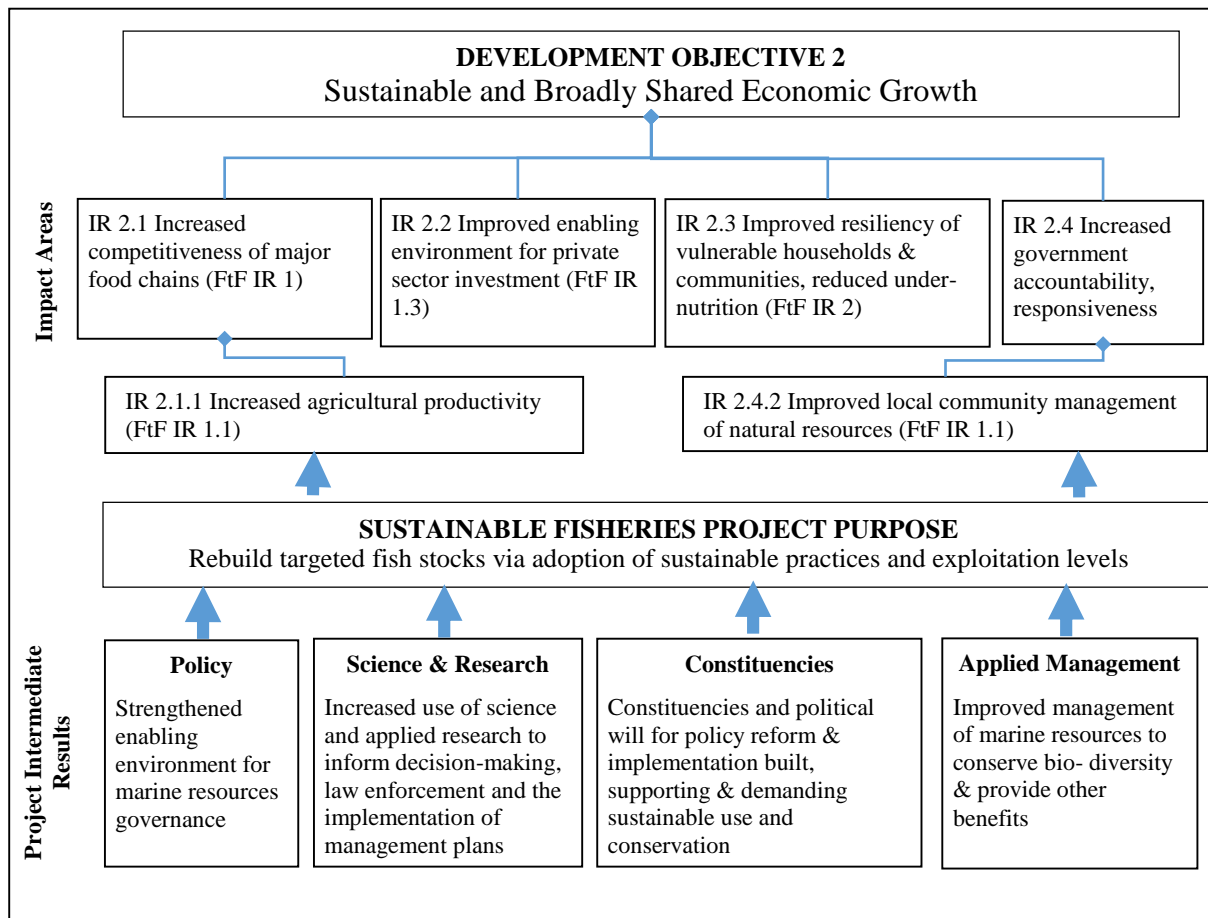 DEVELOPMENT OBJECTIVE 2
Sustainable and Broadly Shared Economic Growth
Impact Areas
IR 2.1 Increased
competitiveness of major
food chains (FtF IR 1)
IR 2.2 Improved enabling
environment for private
sector investment (FtF IR
1.3)
IR 2.3 Improved resiliency of
vulnerable households &
communities, reduced under-
nutrition (FtF IR 2)
IR 2.4 Increased
government
accountability,
responsiveness
IR 2.1.1 Increased agricultural productivity
(FtF IR 1.1)
IR 2.4.2 Improved local community management
of natural resources (FtF IR 1.1)
SUSTAINABLE FISHERIES PROJECT PURPOSE
Rebuild targeted fish stocks via adoption of sustainable practices and exploitation levels
Project Intermediate
Results
Policy
Strengthened
enabling
environment for
marine resources
governance
Science & Research
Increased use of science
and applied research to
inform decision-making,
law enforcement and the
implementation of
management plans
Constituencies
Constituencies and political
will for policy reform &
implementation built,
supporting & demanding
sustainable use and
conservation
Applied Management
Improved management
of marine resources to
conserve bio- diversity
& provide other
benefits